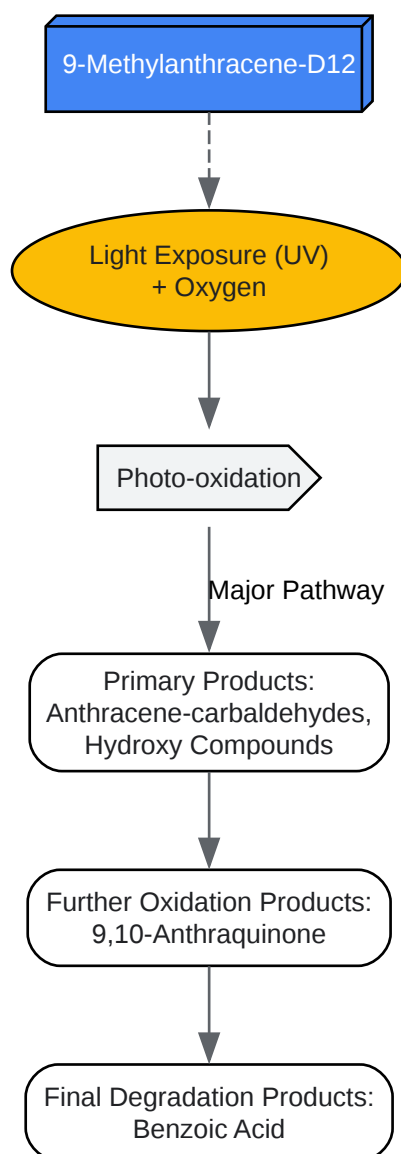 9-Methylanthracene-D12
Light Exposure (UV)
+ Oxygen
Photo-oxidation
Major Pathway
Primary Products:
Anthracene-carbaldehydes,
Hydroxy Compounds
Further Oxidation Products:
9,10-Anthraquinone
Final Degradation Products:
Benzoic Acid